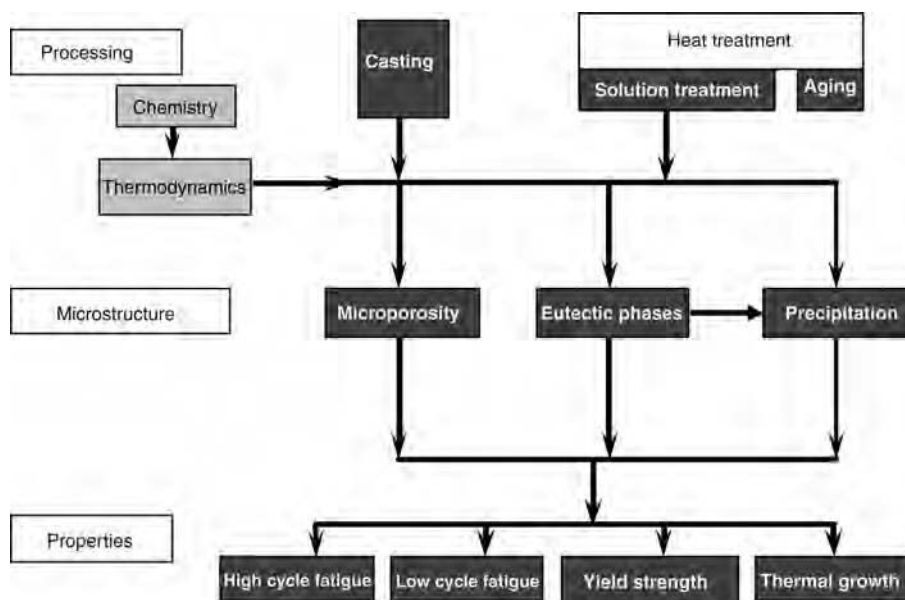 Processing
Casting
Heat treatment
Solution treatment
Aging
Chemistry
Thermodynamics
Microstructure
Microporosity
Eutectic phases
Precipitation
Properties
High cycle fatigue
Low cycle fatigue
Yield strength
Thermal growth